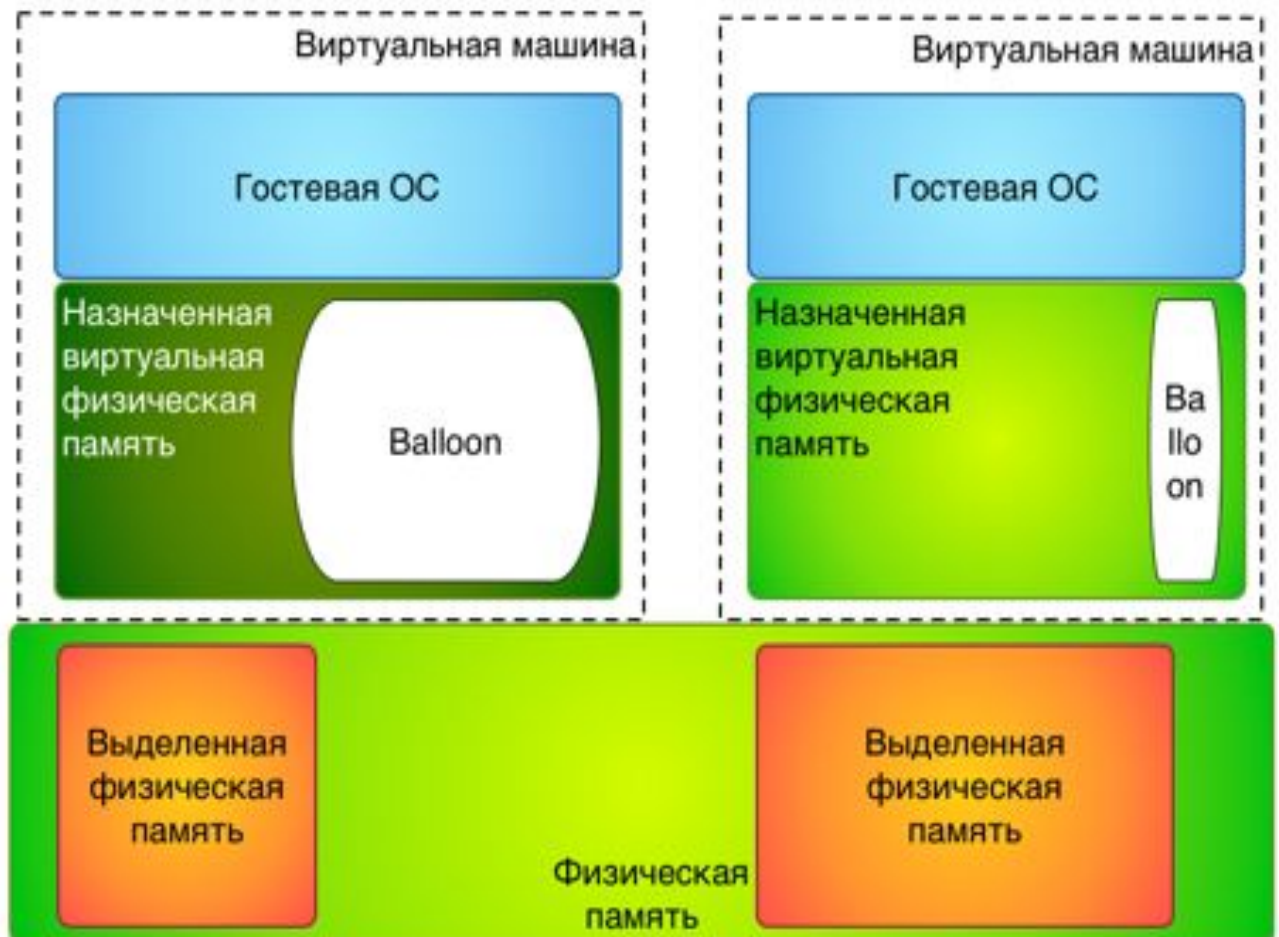 Виртуальная машина
Гостевая ОС
Назначенная
виртуальная
физическая
память
Balloon
Виртуальная машина
Гостевая ОС
Назначенная
виртуальная
физическая
память
Ba
llo
on
Выделенная
физическая
память
Физическая
память
Выделенная
физическая
память